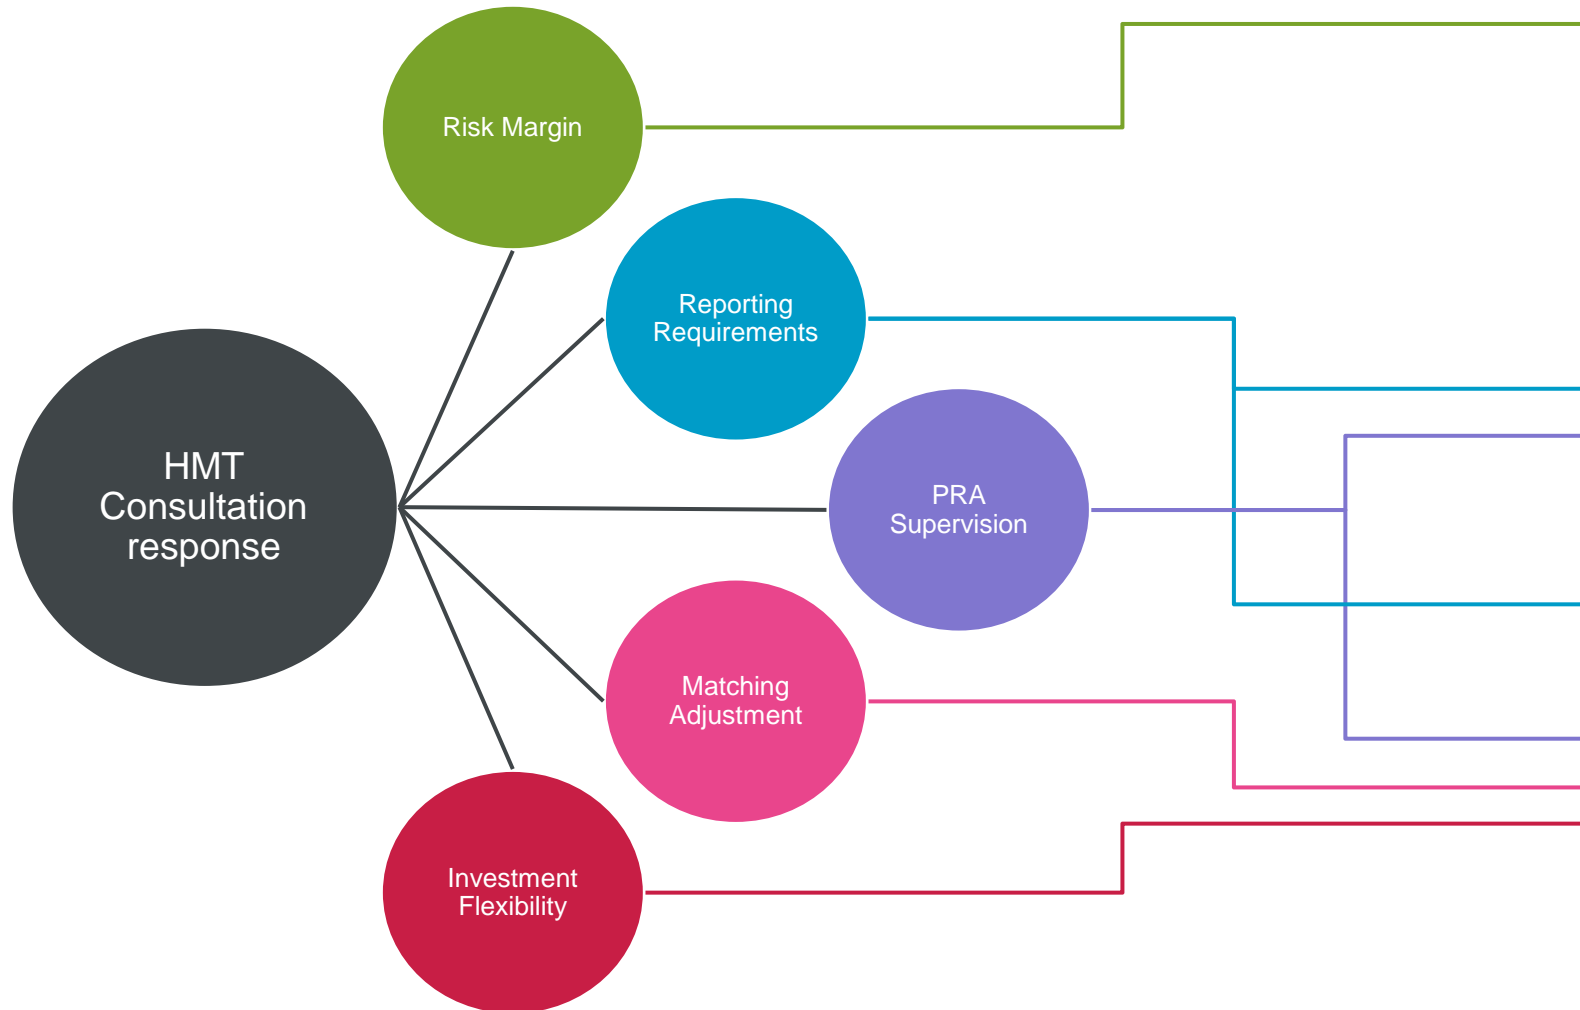 Risk Margin
Reporting
Requirements
HMT
Consultation
response
PRA
Supervision
Matching
Adjustment
Investment
Flexibility